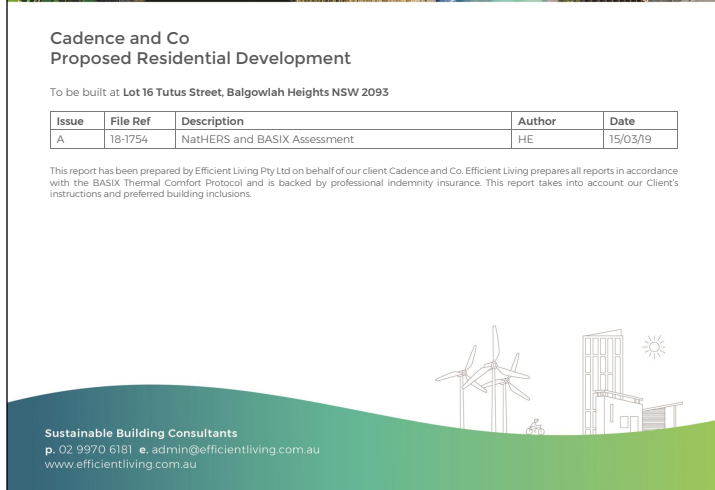 Cadence and Co
Proposed Residential Development
To be built at Lot 16 Tutus Street, Balgowlah Heights NSW 2093
Issue File Ref Description Author Date
A 18-1754 NatHERS and BASIX Assessment HE 15/03/19
This report has been prepared by Efficient Living Pty Ltd on behalf of our client Cadence and Co. Efficient Living prepares all reports in accordance
with the BASIX Thermal Comfort Protocol and is backed by professional indemnity insurance. This report takes into account our Client's
instructions and preferred building inclusions.
Sustainable Building Consultants
p. 02 9970 6181 e. admin@efficientliving.com.au
www.efficientliving.com.au